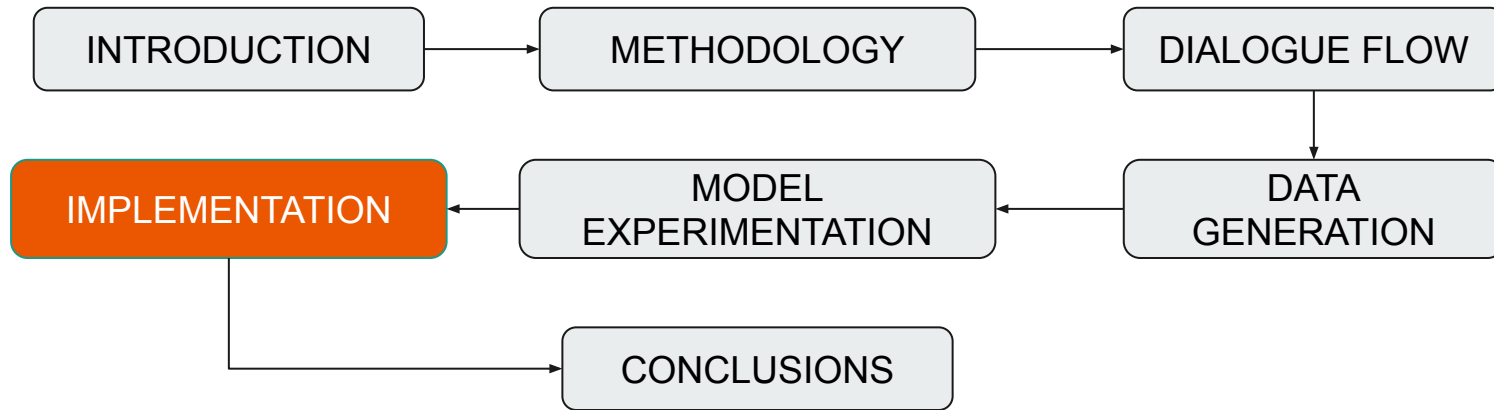 INTRODUCTION
METHODOLOGY
DIALOGUE FLOW
IMPLEMENTATION
MODEL
EXPERIMENTATION
DATA
GENERATION
CONCLUSIONS